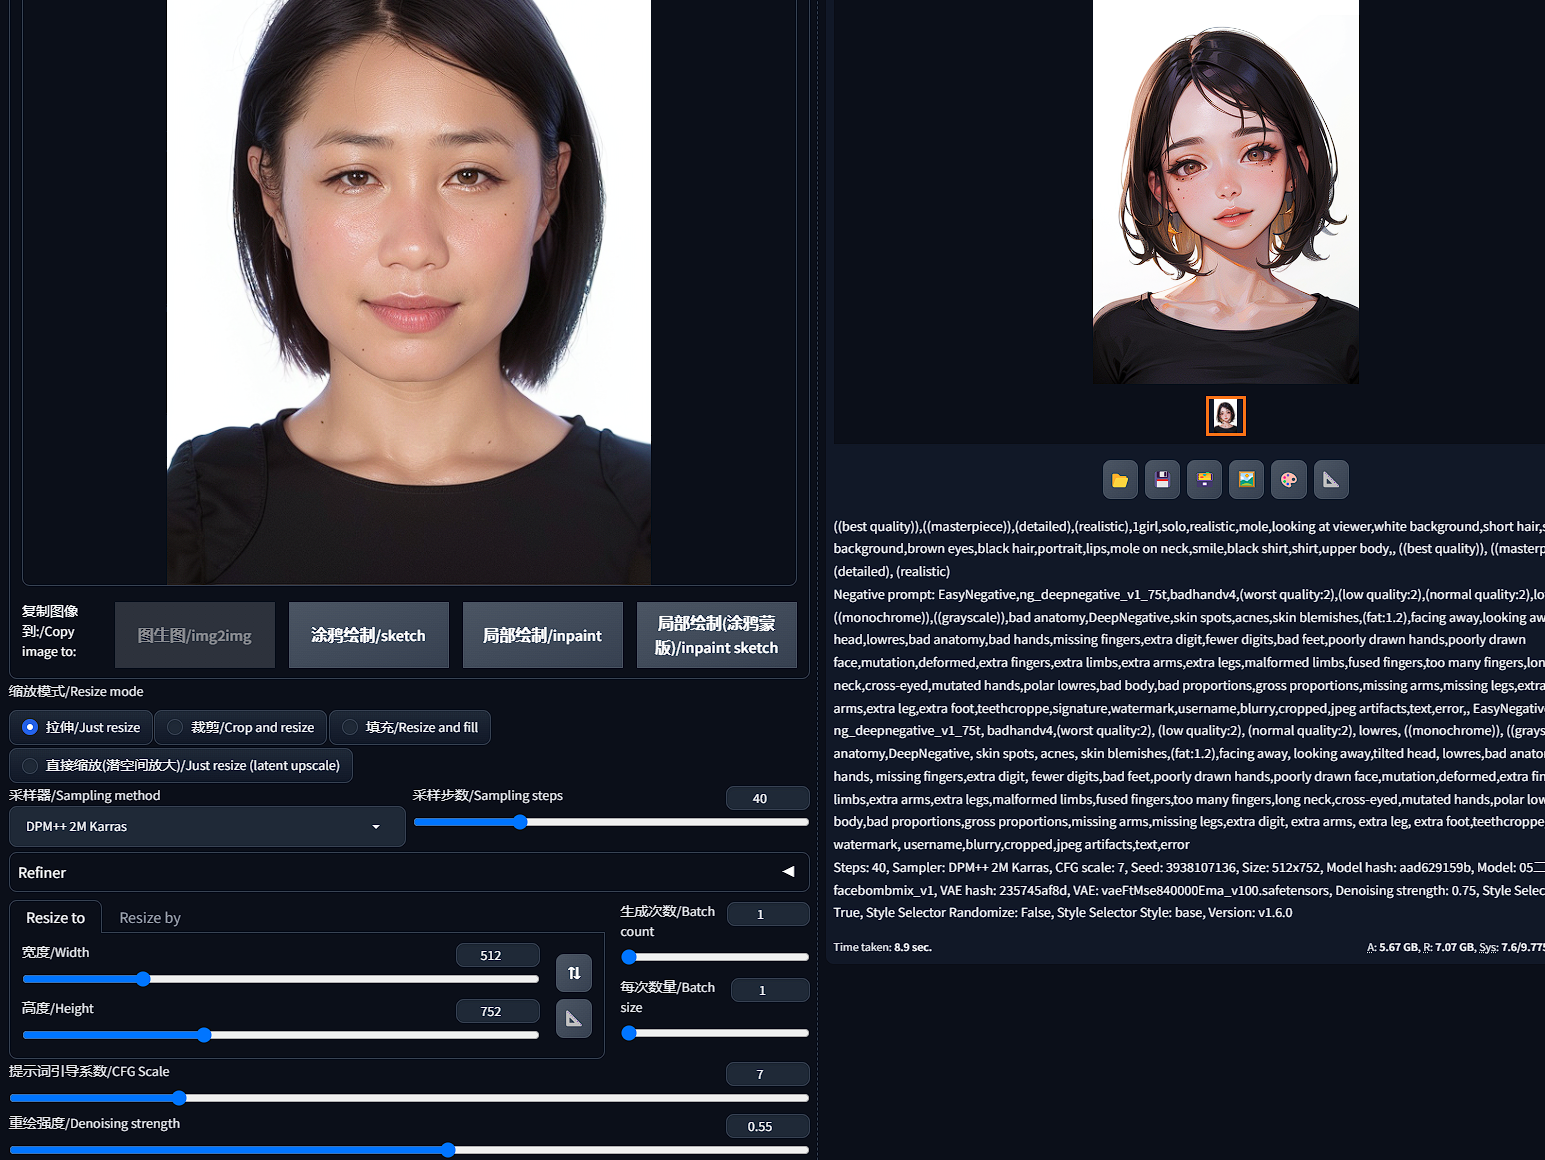 复制图像
到:/Copy
image to:
图生图/img2img
涂鸦绘制/sketch
局部绘制/inpaint
局部绘制(涂鸦蒙
版)/inpaint sketch
缩放模式/Resize mode
拉伸/Just resize
裁剪/Crop and resize
填充/Resize and fill
直接缩放(潜空间放大)/Just resize (latent upscale)
采样器/Sampling method
DPM++ 2M Karras
采样步数/Sampling steps
40
Refiner
Resize to
Resize by
宽度/Width
512
高度/Height
752
生成次数/Batch
count
1
每次数量/Batch
size
1
提示词引导系数/CFG Scale
7
重绘强度/Denoising strength
0.55
((best quality)),((masterpiece)),(detailed),(realistic),1girl,solo,realistic,mole,looking at viewer,white background,short hair,s
background,brown eyes,black hair,portrait,lips,mole on neck,smile,black shirt,shirt,upper body,, ((best quality)), ((masterp
(detailed), (realistic)
Negative prompt: EasyNegative,ng_deepnegative_v1_75t,badhandv4,(worst quality:2),(low quality:2),(normal quality:2),lo
((monochrome)),((grayscale)),bad anatomy,DeepNegative,skin spots,acnes,skin blemishes,(fat:1.2),facing away,looking aw
head,lowres,bad anatomy,bad hands,missing fingers,extra digit,fewer digits,bad feet,poorly drawn hands,poorly drawn
face,mutation,deformed,extra fingers,extra limbs,extra arms,extra legs,malformed limbs,fused fingers,too many fingers,lon
neck,cross-eyed,mutated hands,polar lowres,bad body,bad proportions,gross proportions,missing arms,missing legs,extra
arms,extra leg,extra foot,teethcroppe,signature,watermark,username,blurry,cropped,jpeg artifacts,text,error,, EasyNegative
ng_deepnegative_v1_75t, badhandv4,(worst quality:2), (low quality:2), (normal quality:2), lowres, ((monochrome)), ((grays
anatomy,DeepNegative, skin spots, acnes, skin blemishes,(fat:1.2),facing away, looking away,tilted head, lowres,bad anato
hands, missing fingers,extra digit, fewer digits,bad feet,poorly drawn hands,poorly drawn face,mutation,deformed,extra fin
limbs,extra arms,extra legs,malformed limbs,fused fingers,too many fingers,long neck,cross-eyed,mutated hands,polar low
body,bad proportions,gross proportions,missing arms,missing legs,extra digit, extra arms, extra leg, extra foot,teethcroppe
watermark, username,blurry,cropped,jpeg artifacts,text,error
Steps: 40, Sampler: DPM++ 2M Karras, CFG scale: 7, Seed: 3938107136, Size: 512x752, Model hash: aad629159b, Model: 05二
facebombmix_v1, VAE hash: 235745af8d, VAE: vaeFtMse840000Ema_v100.safetensors, Denoising strength: 0.75, Style Selec
True, Style Selector Randomize: False, Style Selector Style: base, Version: v1.6.0
Time taken: 8.9 sec.
A: 5.67 GB, R: 7.07 GB, Sys: 7.6/9.775